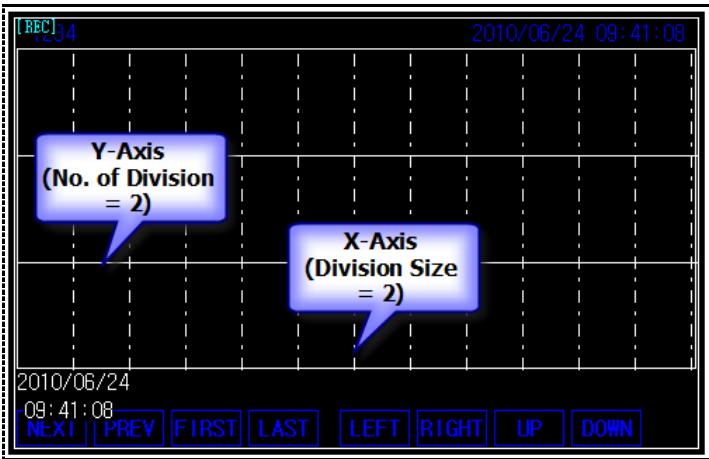 [REC]
1234 2010/06/24 09:41:08
Y-Axis
(No. of Division
= 2)
X-Axis
(Division Size
= 2)
2010/06/24
09:41:08
NEXT PREV FIRST LAST LEFT RIGHT UP DOWN